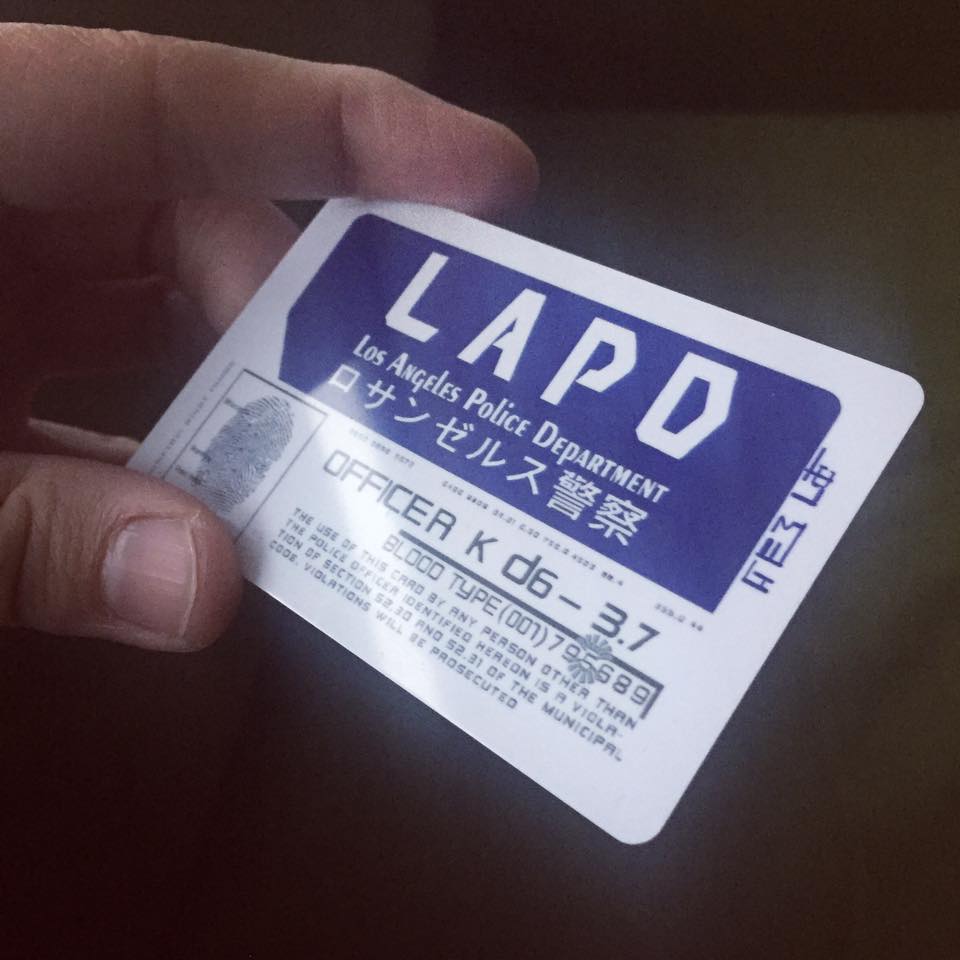 LAPD
Los Angeles Police Department
ロサンゼルス警察
OFFICER K d6 - 3.7
BLOOD TYPE(001)795689
THE USE OF THIS CARD BY ANY PERSON OTHER THAN
THE POLICE OFFICER IDENTIFIED HEREON IS A VIOLA-
TION OF SECTION 52.30 AND 52.31 OF THE MUNICIPAL
CODE. VIOLATIONS WILL BE PROSECUTED